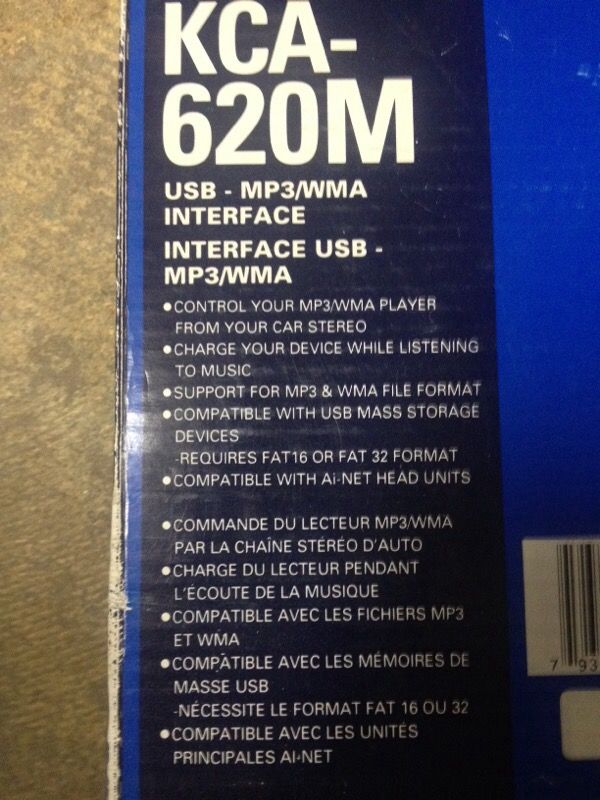 KCA-
620M
USB - MP3/WMA
INTERFACE
INTERFACE USB -
MP3/WMA
•CONTROL YOUR MP3/WMA PLAYER
FROM YOUR CAR STEREO
•CHARGE YOUR DEVICE WHILE LISTENING
TO MUSIC
•SUPPORT FOR MP3 & WMA FILE FORMAT
•COMPATIBLE WITH USB MASS STORAGE
DEVICES
-REQUIRES FAT16 OR FAT 32 FORMAT
•COMPATIBLE WITH Ai-NET HEAD UNITS
•COMMANDE DU LECTEUR MP3/WMA
PAR LA CHAÎNE STÉRÉO D'AUTO
•CHARGE DU LECTEUR PENDANT
L'ÉCOUTE DE LA MUSIQUE
•COMPATIBLE AVEC LES FICHIERS MP3
ET WMA
•COMPATIBLE AVEC LES MÉMOIRES DE
MASSE USB
-NÉCESSITE LE FORMAT FAT 16 OU 32
•COMPATIBLE AVEC LES UNITÉS
PRINCIPALES AI-NET
7 93